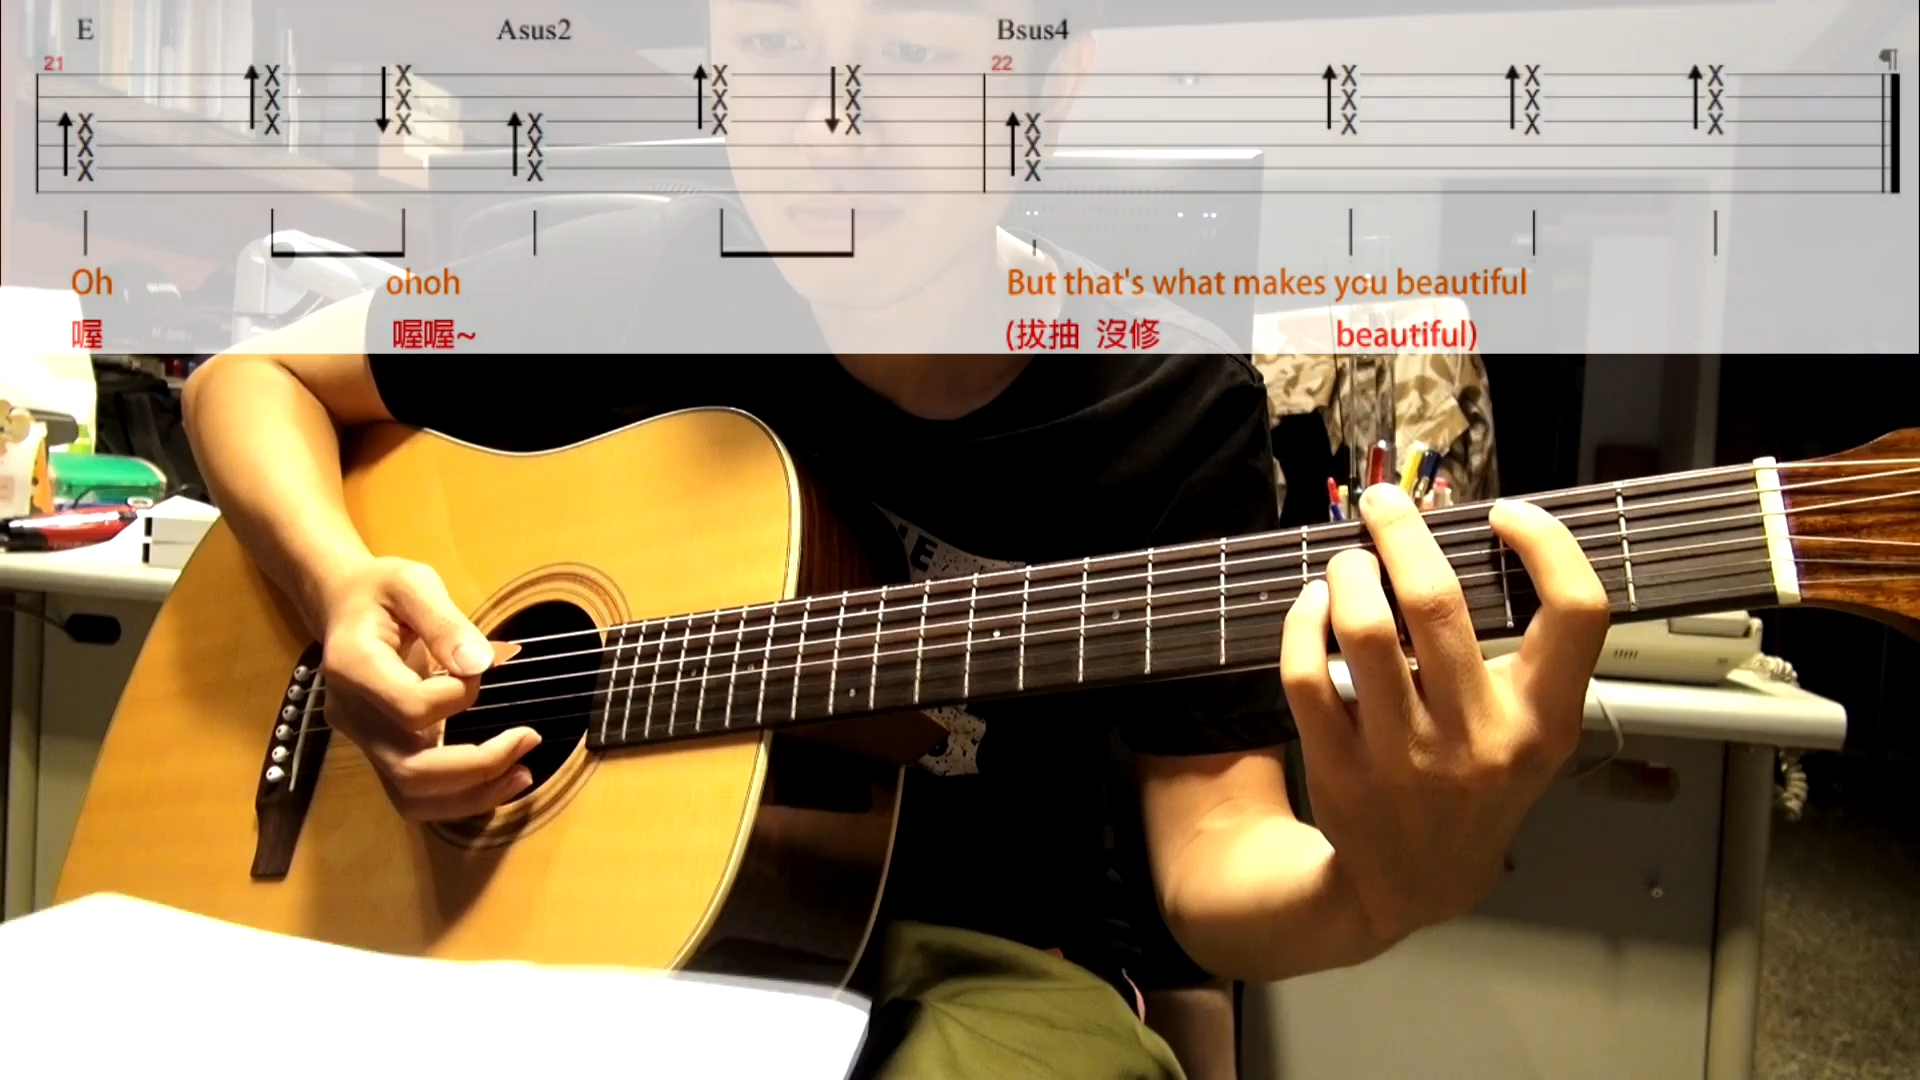 E Asus2 Bsus4
21 22
X X X X X X X X X
X X X X X X X X X
X X X X X X X X X X
X X X
X X X
Oh ohoh But that's what makes you beautiful
喔 喔喔~ (拔抽 沒修 beautiful)